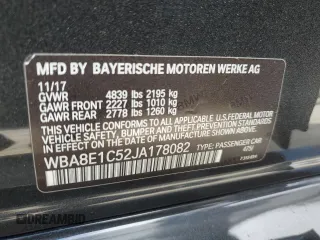 MFD BY BAYERISCHE MOTOREN WERKE AG
11/17
GVWR 4839 lbs 2195 kg
GAWR FRONT 2227 lbs 1010 kg
GAWR REAR 2778 lbs 1260 kg
THIS VEHICLE CONFORMS TO ALL APPLICABLE U.S. FEDERAL MOTOR
VEHICLE SAFETY, BUMPER, AND THEFT PREVENTION STANDARDS
IN EFFECT ON THE DATE OF MANUFACTURE SHOWN ABOVE.
WBA8E1C52JA178082 TYPE: PASSENGER CAR
DREAMBID